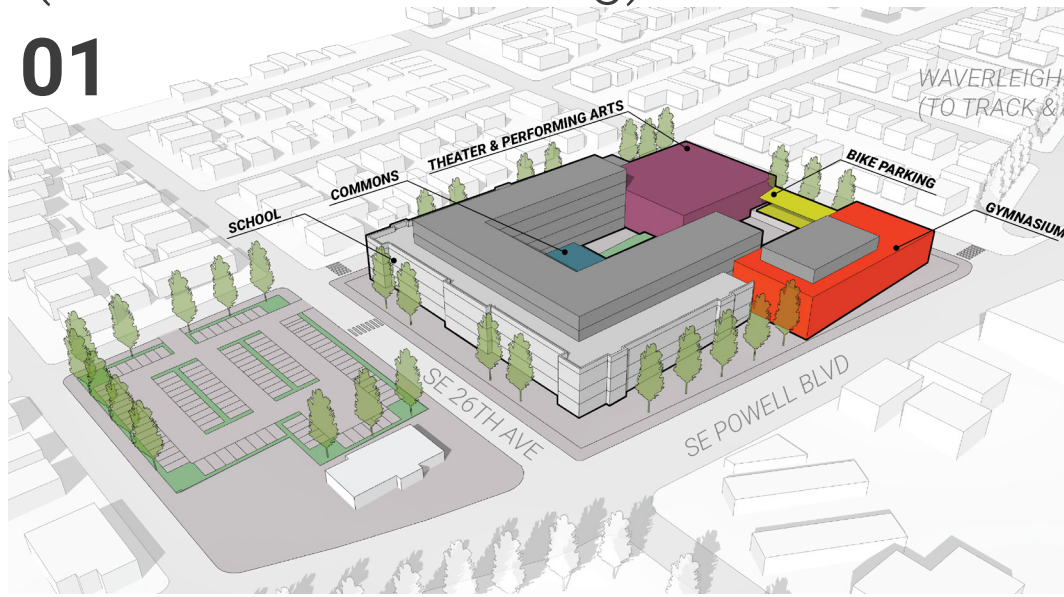 01
WAVERLEIGH
(TO TRACK &
THEATER & PERFORMING ARTS
BIKE PARKING
COMMONS
SCHOOL
GYMNASIUM
SE 26TH AVE
SE POWELL BLVD